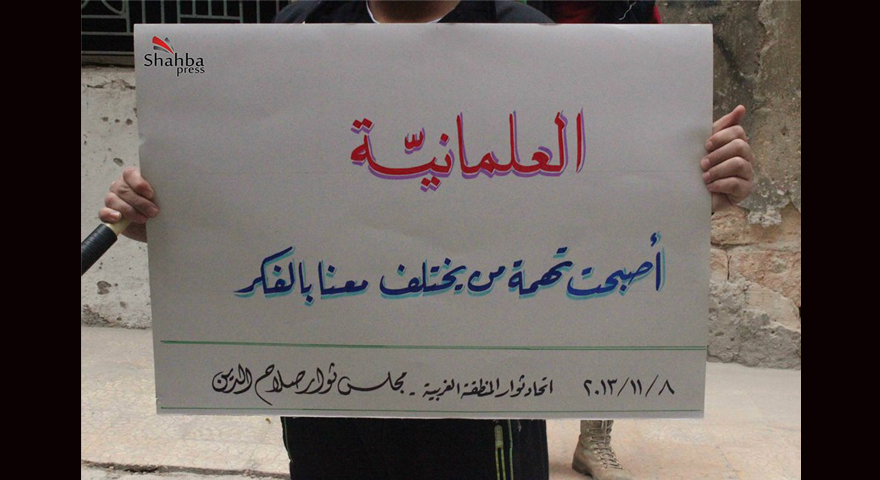 Shahba
press
العلمانيّة
أصبحت تهمة من يختلف معنا بالفكر
٢٠١٣/١١/٨ اتحاد ثوار المنطقة الغربية - مجلس ثوار صلاح الدين